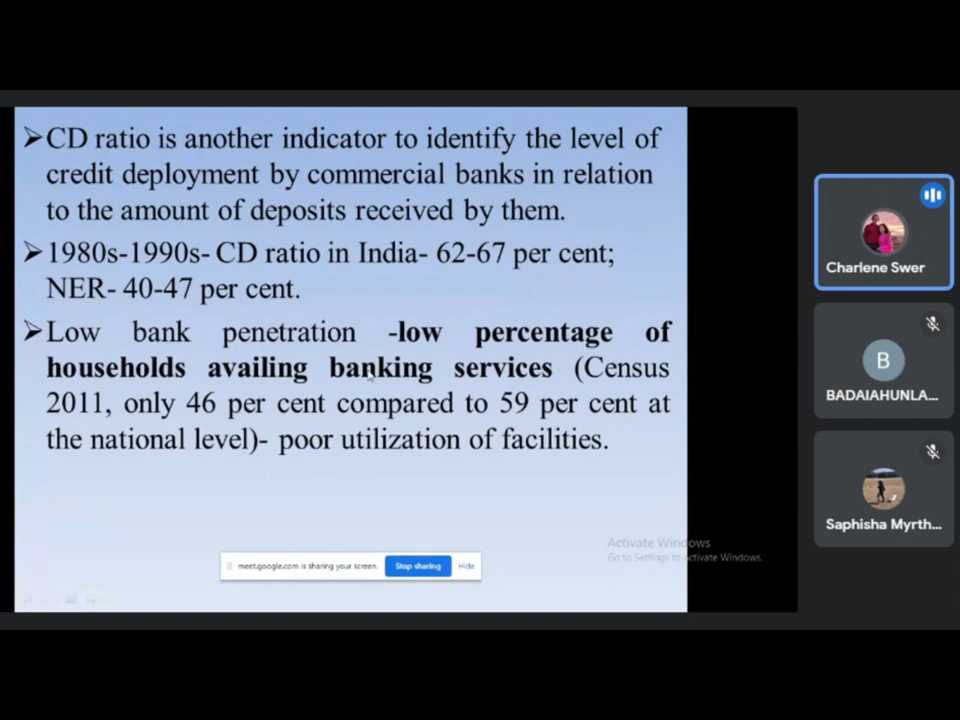 ➢CD ratio is another indicator to identify the level of
credit deployment by commercial banks in relation
to the amount of deposits received by them.
➢1980s-1990s- CD ratio in India- 62-67 per cent;
NER- 40-47 per cent.
➢Low bank penetration -low percentage of
households availing banking services (Census
2011, only 46 per cent compared to 59 per cent at
the national level)- poor utilization of facilities.
meet.google.com is sharing your screen.
Stop sharing
Hide
Activate Windows
Go to Settings to activate Windows.
Charlene Swer
B
BADAIAHUNLA...
Saphisha Myrth...